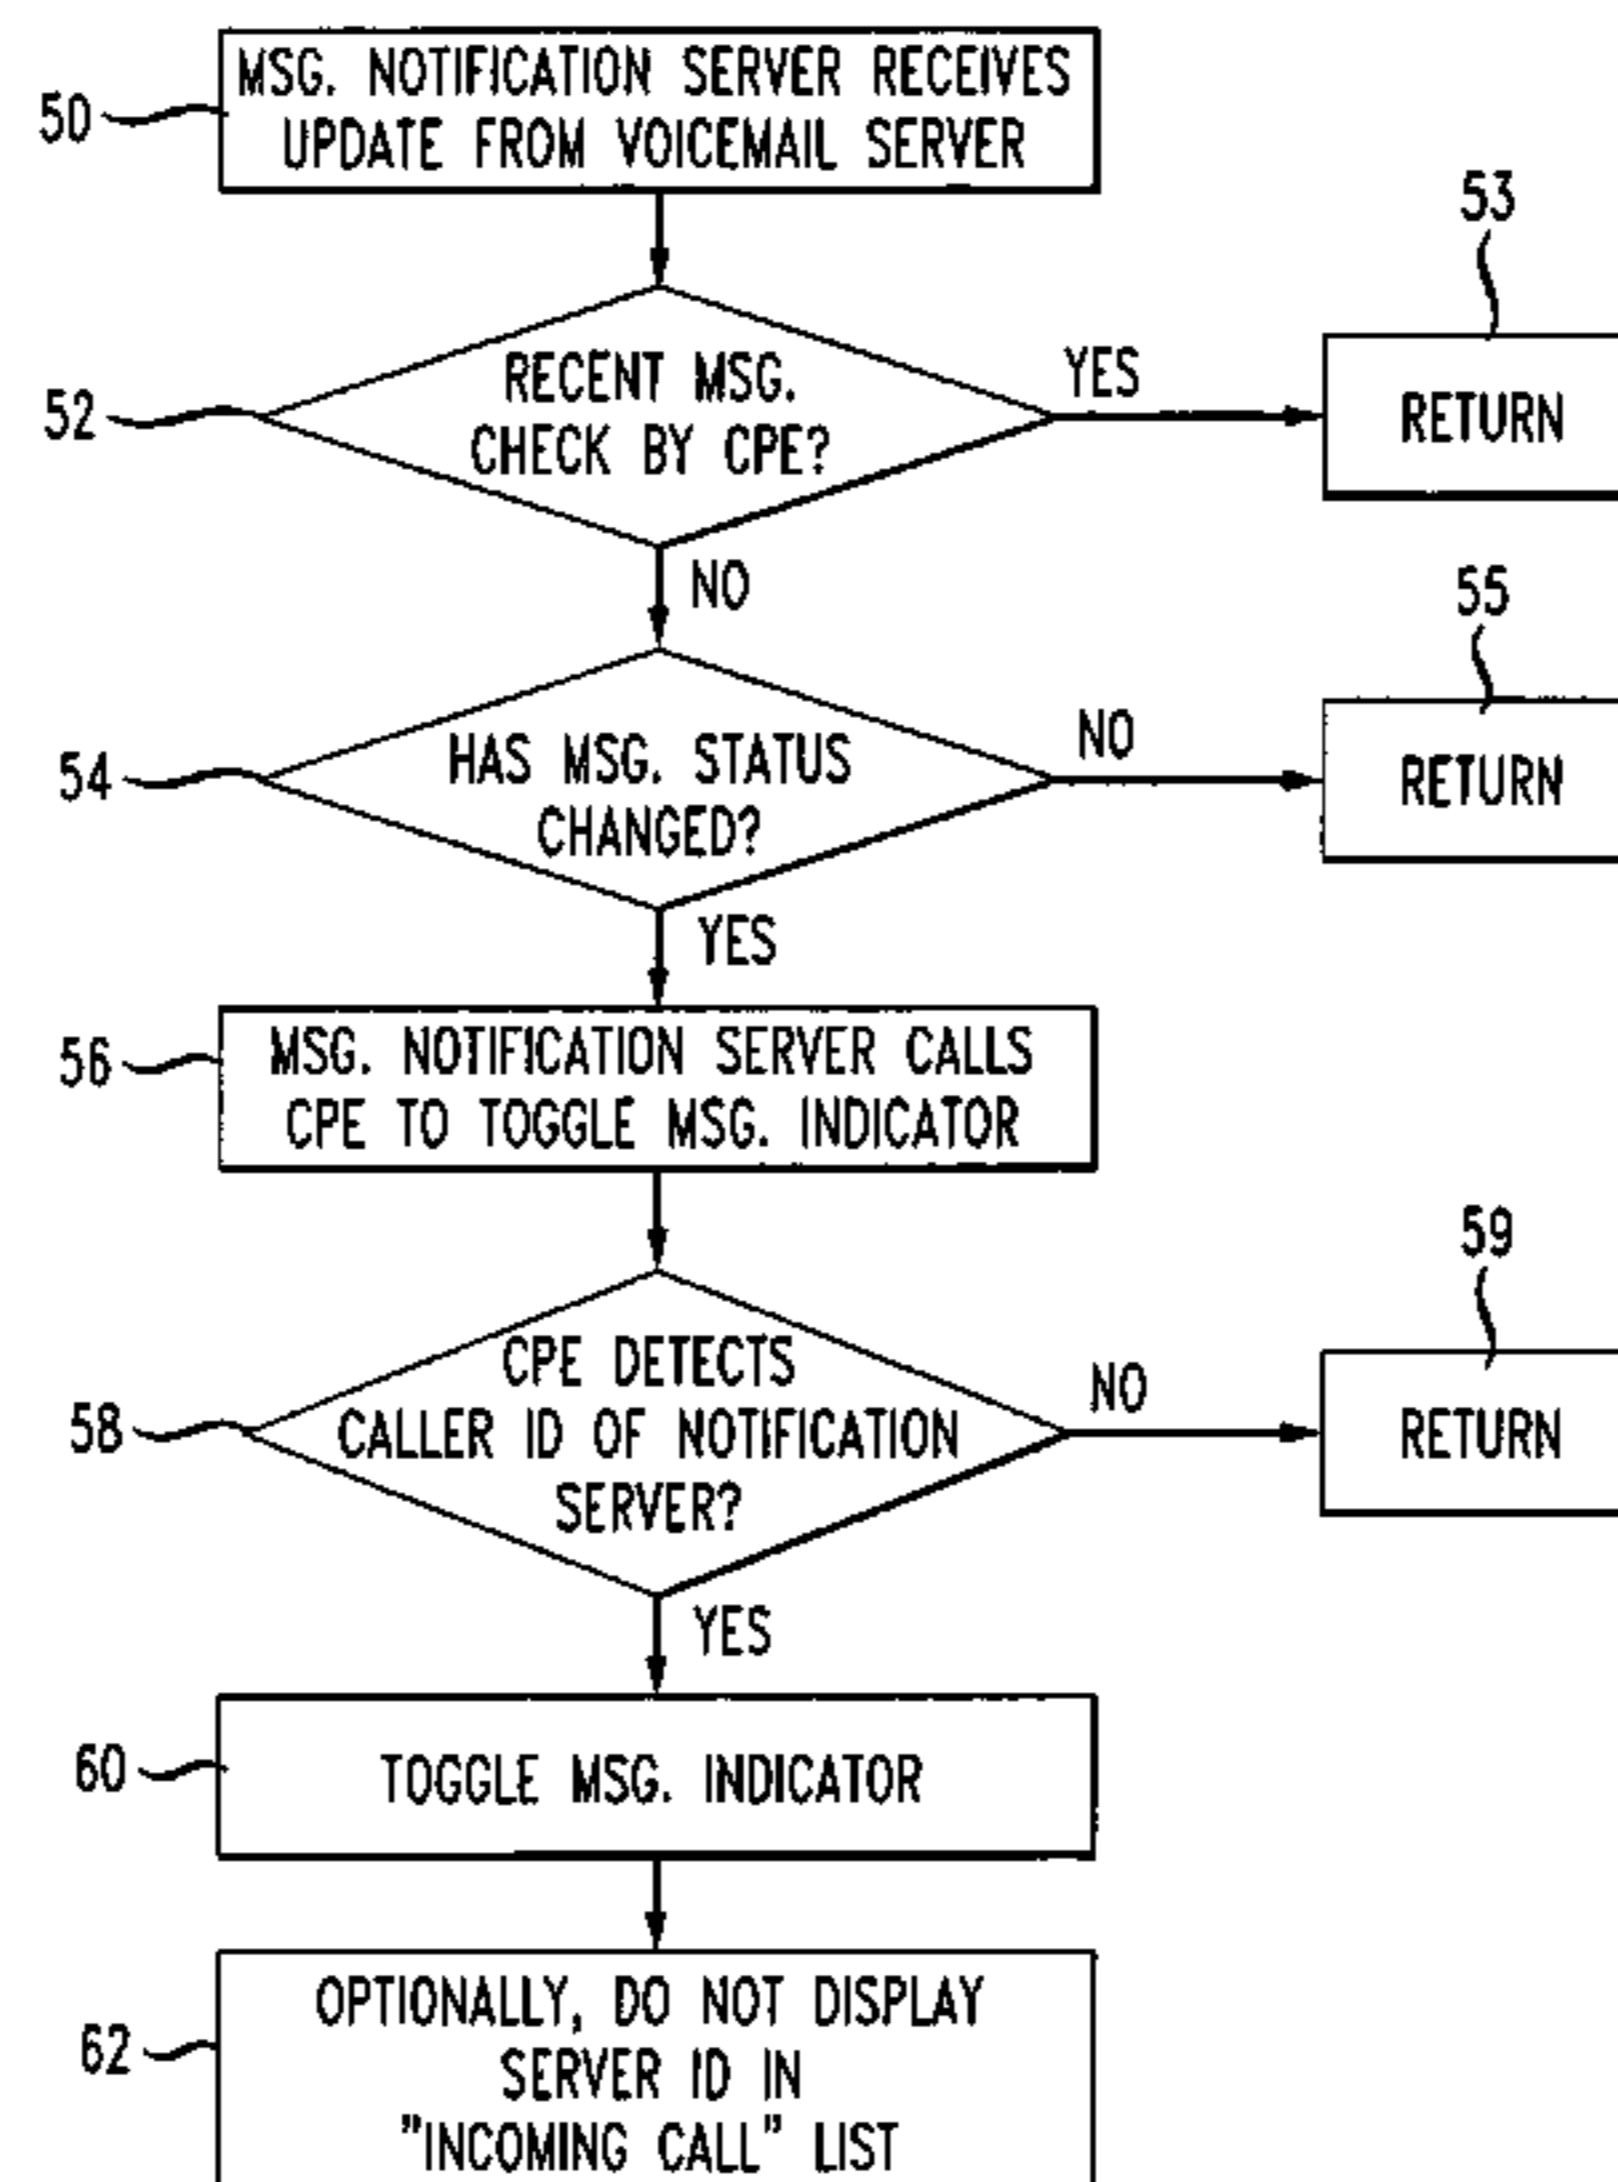 MSG. NOTIFICATION SERVER RECEIVES
UPDATE FROM VOICEMAIL SERVER
50
53
RECENT MSG.
CHECK BY CPE?
52
YES
RETURN
NO
55
HAS MSG. STATUS
CHANGED?
54
NO
RETURN
YES
MSG. NOTIFICATION SERVER CALLS
CPE TO TOGGLE MSG. INDICATOR
56
59
CPE DETECTS
CALLER ID OF NOTIFICATION
SERVER?
58
NO
RETURN
YES
60
TOGGLE MSG. INDICATOR
OPTIONALLY, DO NOT DISPLAY
SERVER ID IN
"INCOMING CALL" LIST
62